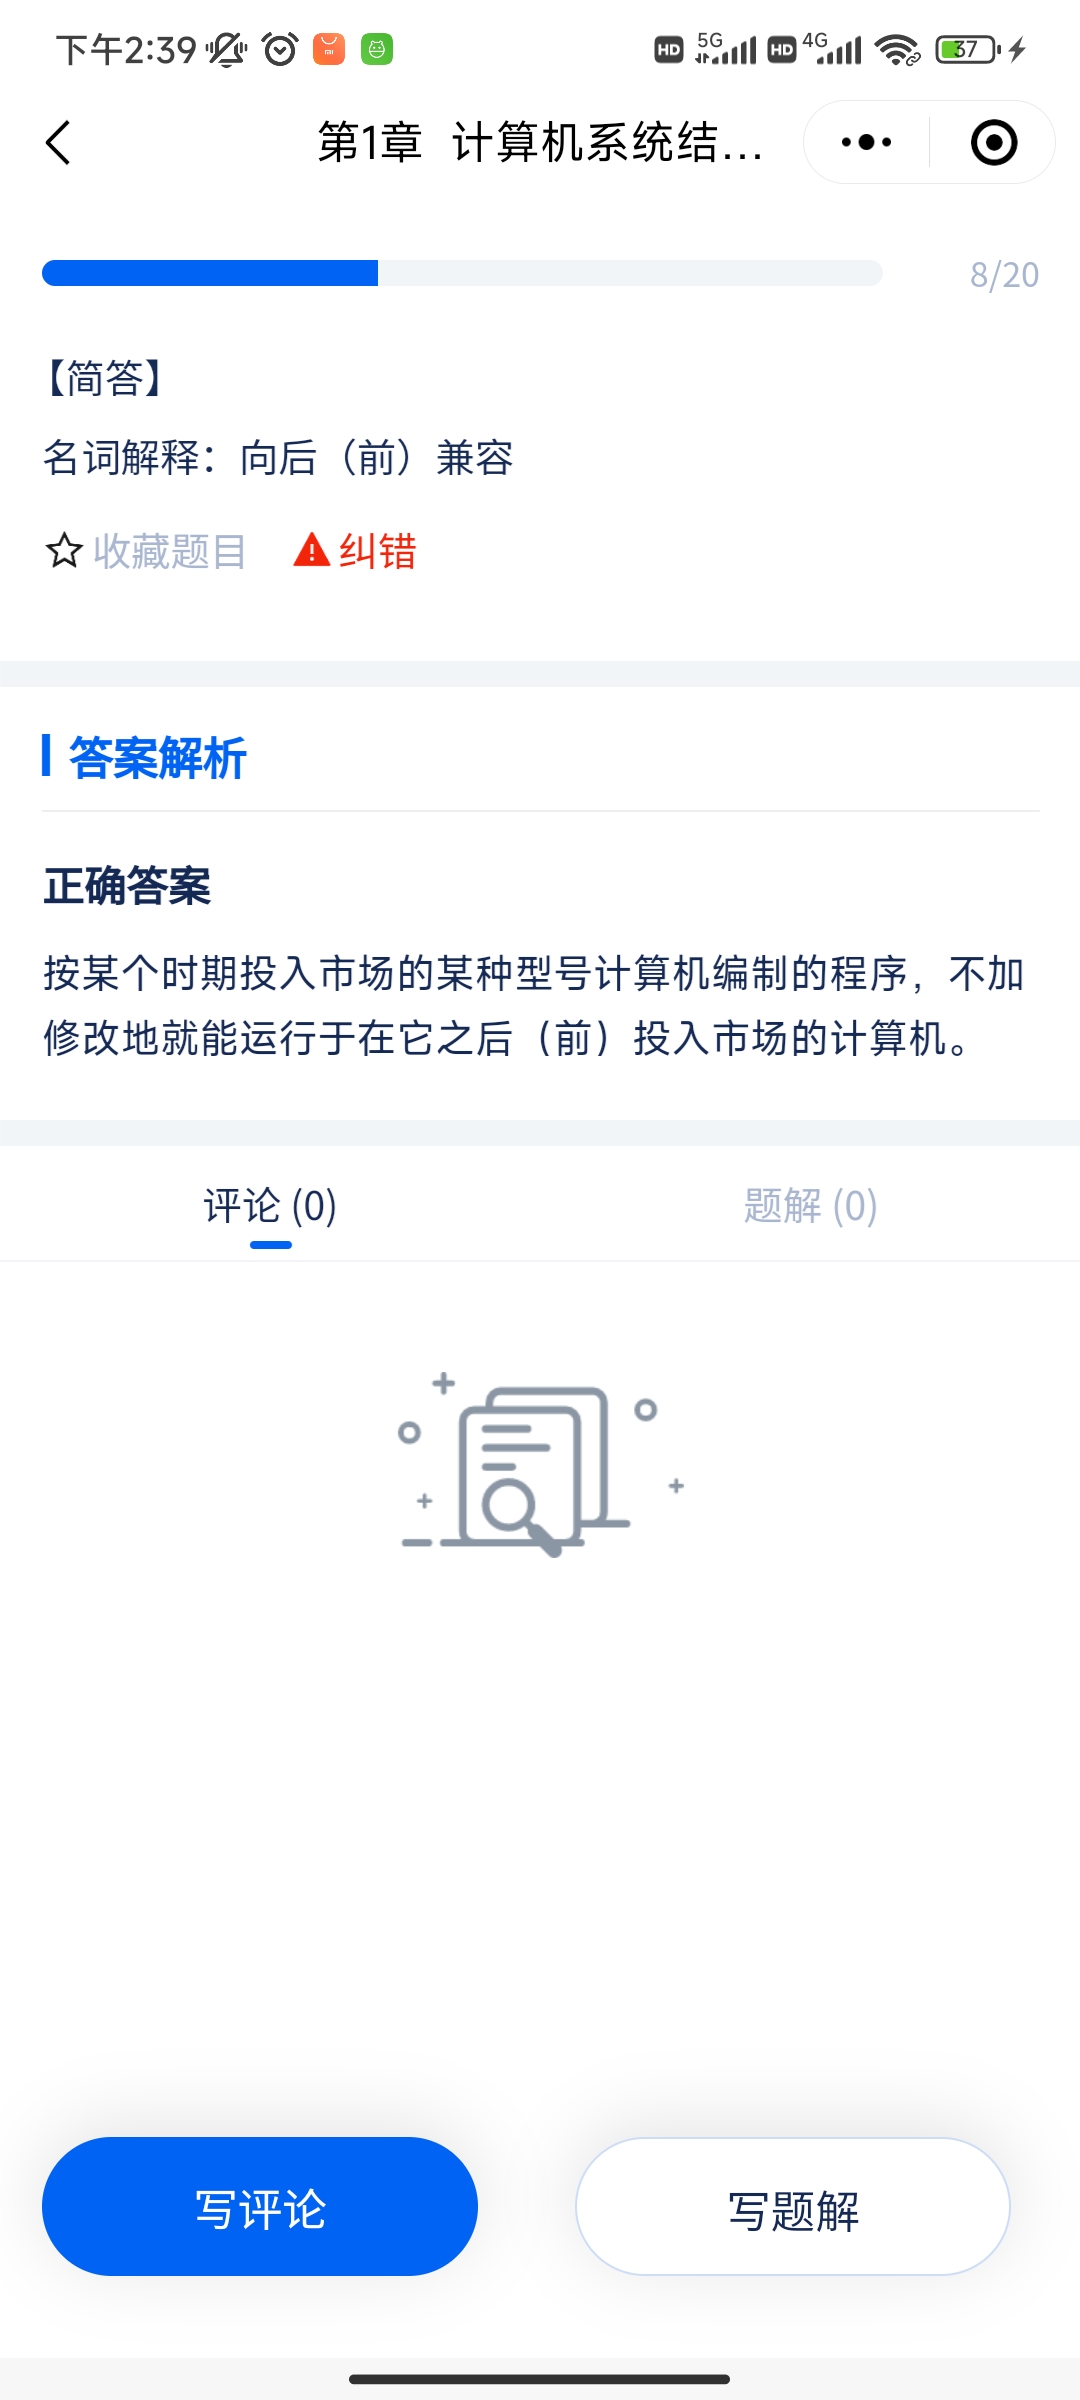 下午2:39 HD 5G HD 4G 37
第1章 计算机系统结...
8/20
【简答】
名词解释：向后（前）兼容
收藏题目 纠错
答案解析
正确答案
按某个时期投入市场的某种型号计算机编制的程序，不加
修改地就能运行于在它之后（前）投入市场的计算机。
评论 (0) 题解 (0)
写评论 写题解